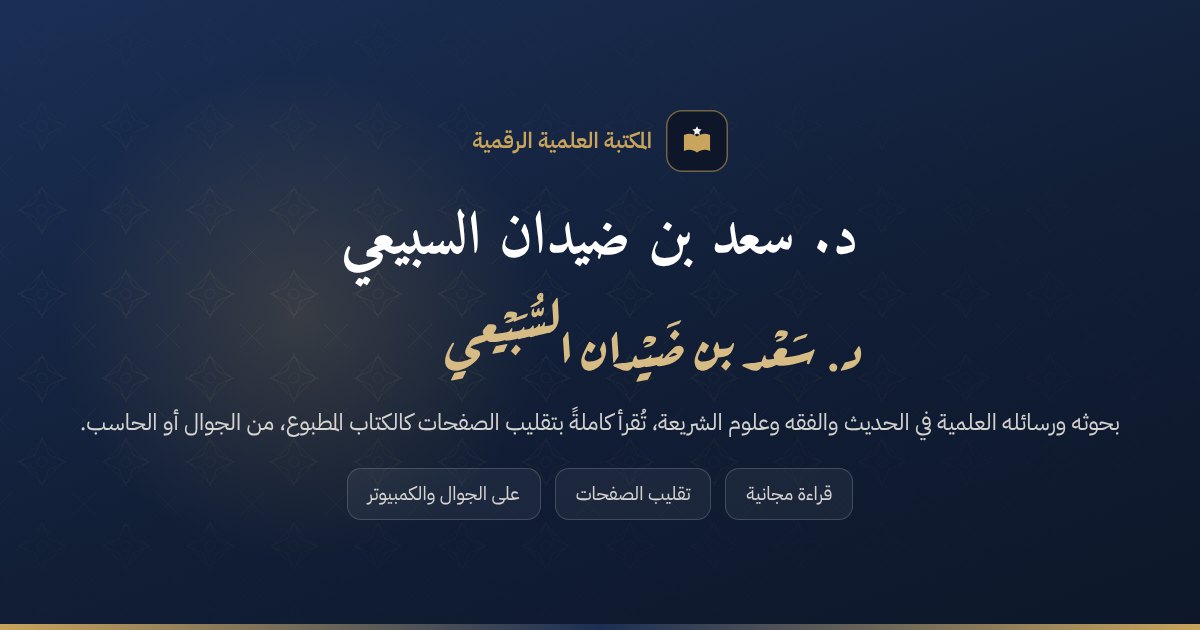 المكتبة العلمية الرقمية
د. سعد بن ضيدان السبيعي
د. سَعْد بن ضَيْدان السُّبَيْعي
بحوثه ورسائله العلمية في الحديث والفقه وعلوم الشريعة، تُقرأ كاملةً بتقليب الصفحات كالكتاب المطبوع، من الجوال أو الحاسب.
قراءة مجانية
تقليب الصفحات
على الجوال والكمبيوتر